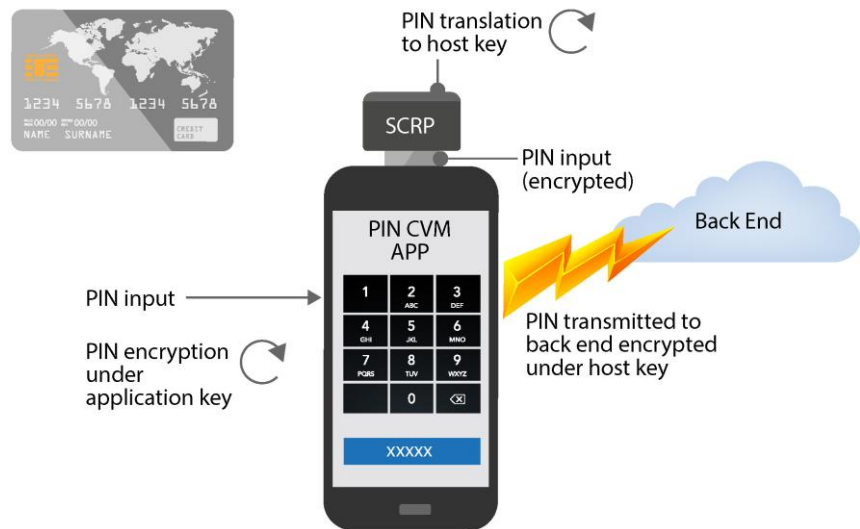 PIN translation
to host key
1234 5678 1234 5678
00/00 00/00
NAME SURNAME
CREDIT
CARD
SCRP
PIN input
(encrypted)
Back End
PIN CVM
APP
PIN input
1 2 3
ABC DEF
4 5 6
GHI JKL MNO
7 8 9
PQRS TUV WXYZ
0
XXXXX
PIN encryption
under
application key
PIN transmitted to
back end encrypted
under host key